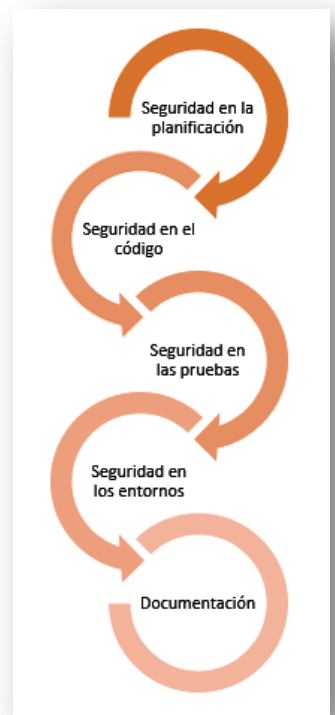 Seguridad en la
planificación
Seguridad en el
código
Seguridad en
las pruebas
Seguridad en
los entornos
Documentación